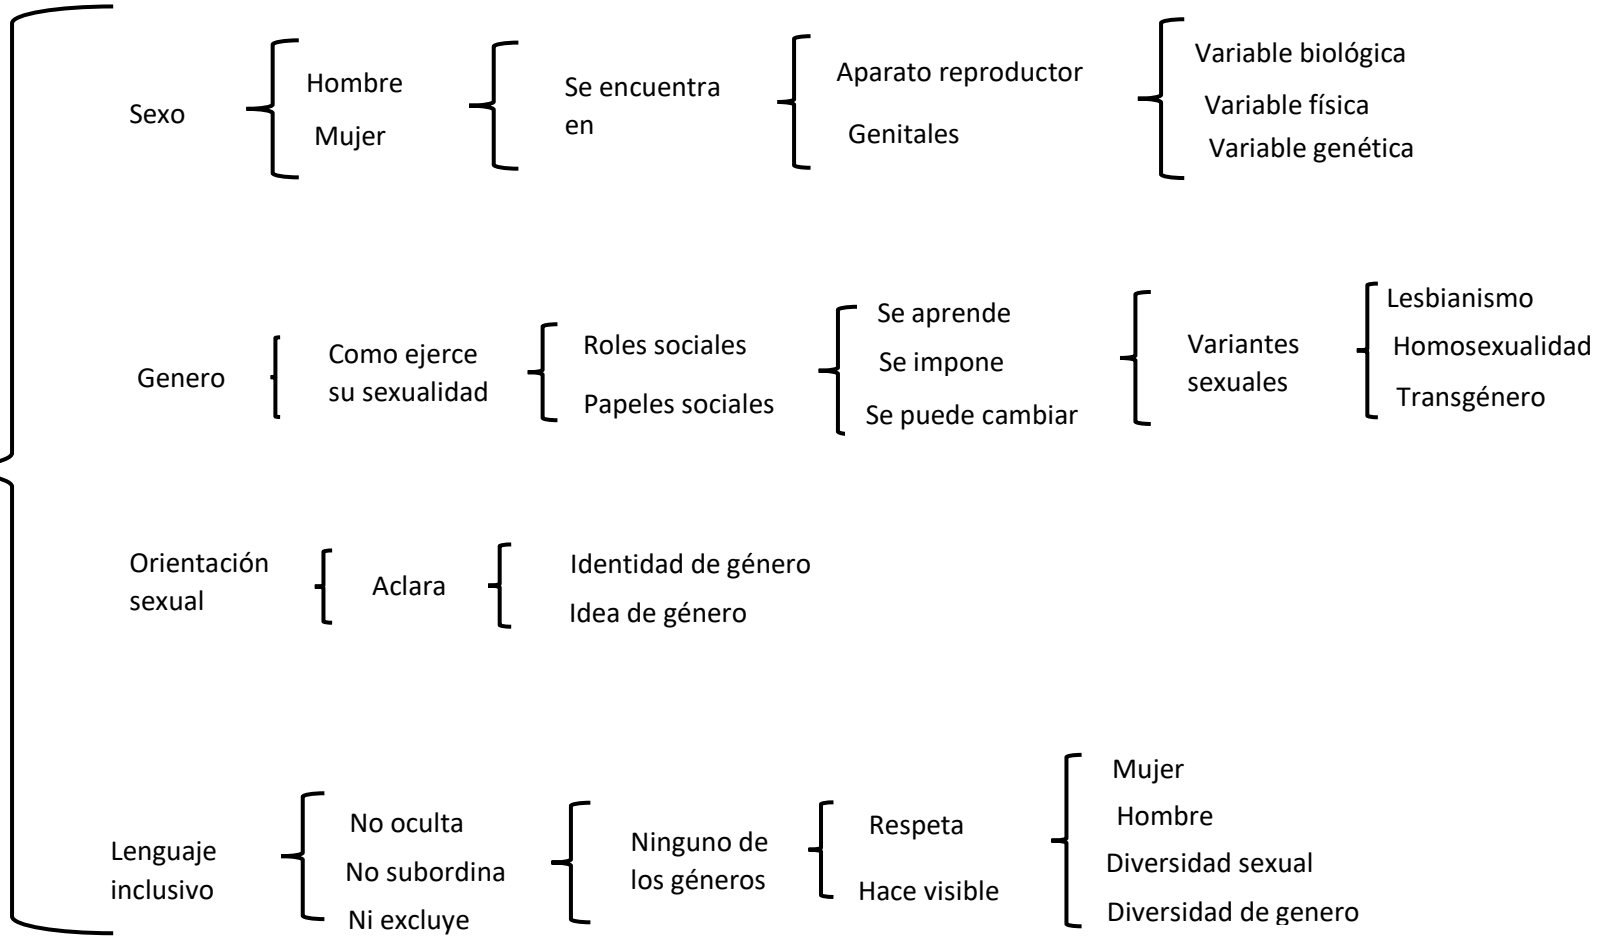 Sexo
Hombre
Mujer
Se encuentra
en
Aparato reproductor
Genitales
Variable biológica
Variable física
Variable genética
Genero
Como ejerce
su sexualidad
Roles sociales
Papeles sociales
Se aprende
Se impone
Se puede cambiar
Variantes
sexuales
Lesbianismo
Homosexualidad
Transgénero
Orientación
sexual
Aclara
Identidad de género
Idea de género
Lenguaje
inclusivo
No oculta
No subordina
Ni excluye
Ninguno de
los géneros
Respeta
Hace visible
Mujer
Hombre
Diversidad sexual
Diversidad de genero